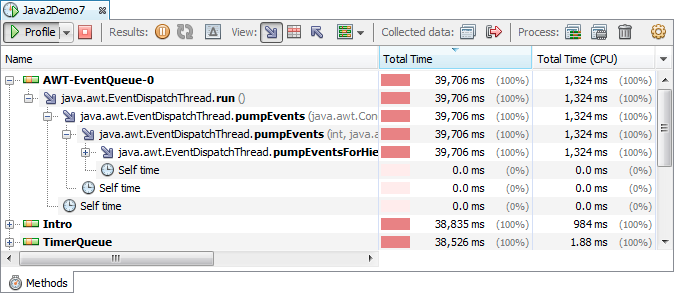 Java2Demo7
Profile Results: View: Collected data: Process:
Name Total Time Total Time (CPU)
AWT-EventQueue-0 39,706 ms (100%) 1,324 ms (100%)
java.awt.EventDispatchThread.run () 39,706 ms (100%) 1,324 ms (100%)
java.awt.EventDispatchThread.pumpEvents (java.awt.Con 39,706 ms (100%) 1,324 ms (100%)
java.awt.EventDispatchThread.pumpEvents (int, java.a 39,706 ms (100%) 1,324 ms (100%)
java.awt.EventDispatchThread.pumpEventsForHie 39,706 ms (100%) 1,324 ms (100%)
Self time 0.0 ms (0%) 0.0 ms (0%)
Self time 0.0 ms (0%) 0.0 ms (0%)
Self time 0.0 ms (0%) 0.0 ms (0%)
Intro 38,835 ms (100%) 984 ms (100%)
TimerQueue 38,526 ms (100%) 1.88 ms (100%)
Methods